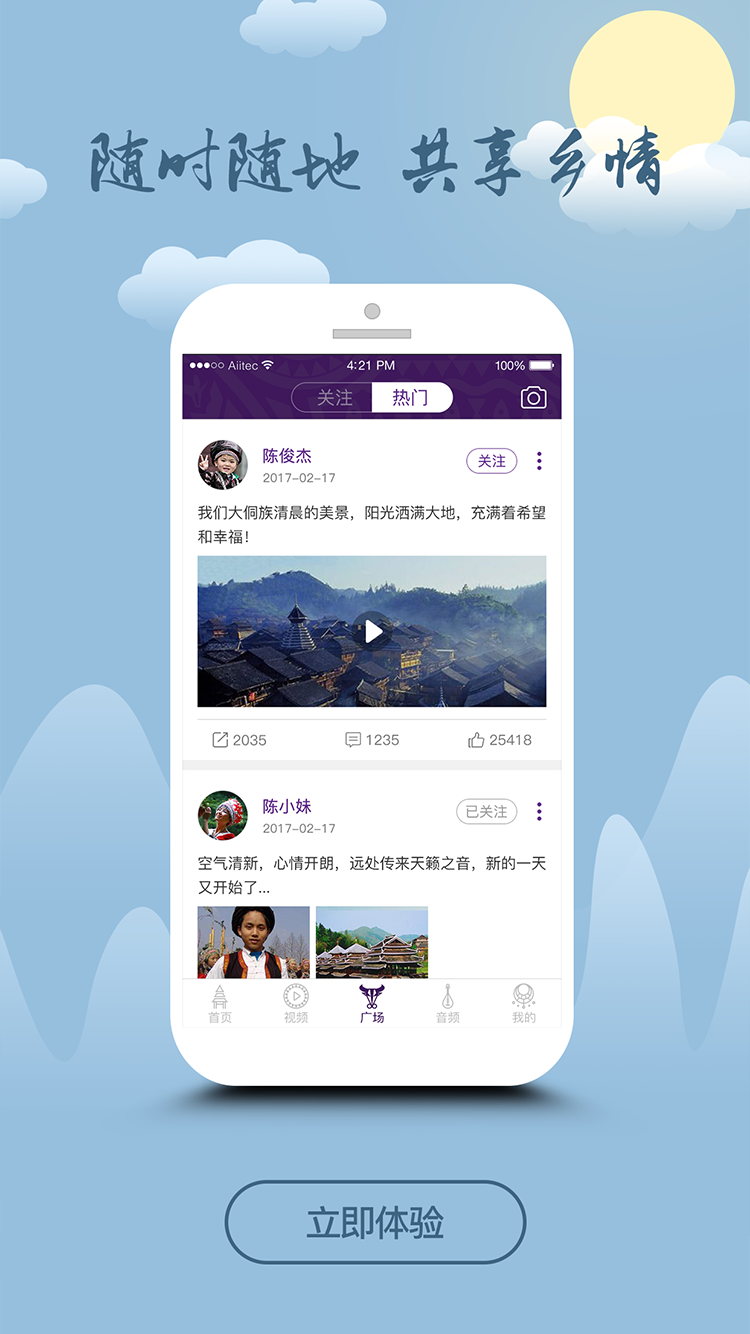 随时随地 共享乡情
Aiitec 4:21 PM 100%
关注 热门
陈俊杰
关注
2017-02-17
我们大侗族清晨的美景，阳光洒满大地，充满着希望
和幸福！
2035 1235 25418
陈小妹
已关注
2017-02-17
空气清新，心情开朗，远处传来天籁之音，新的一天
又开始了...
首页 视频 广场 音频 我的
立即体验